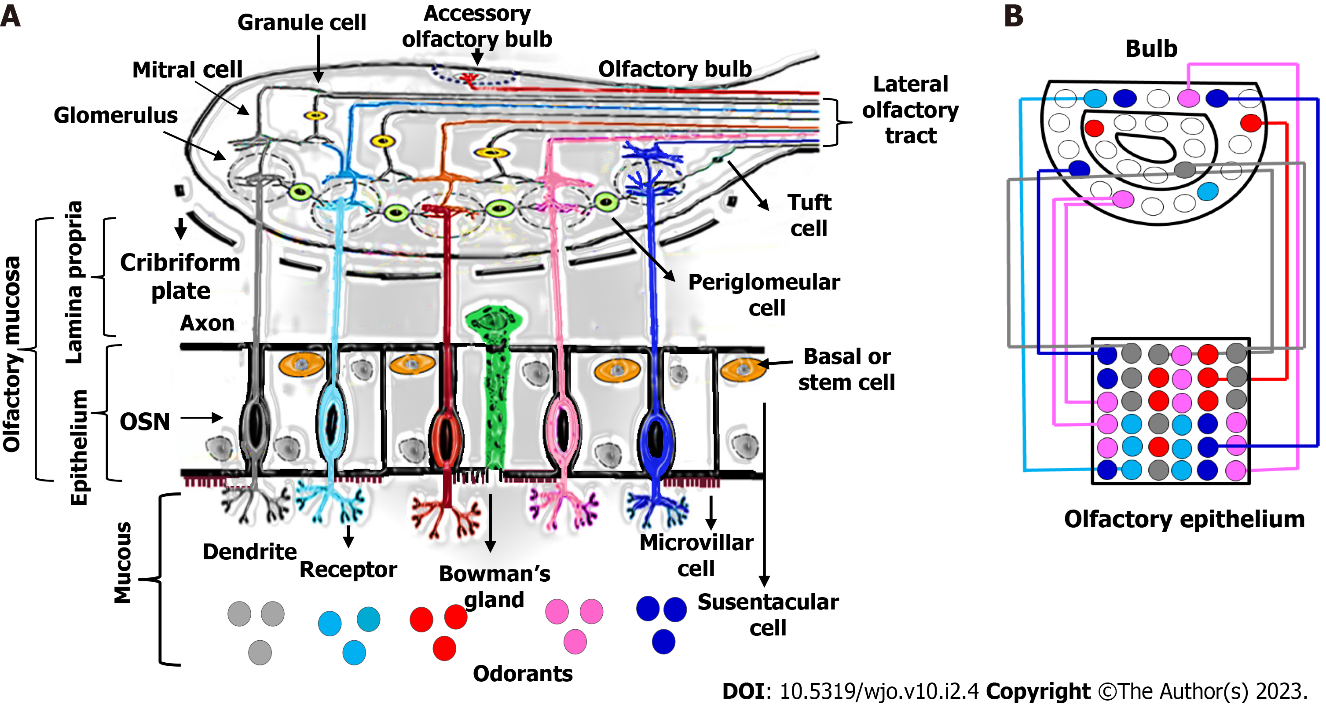 A
Granule cell
Accessory
olfactory bulb
Mitral cell
Olfactory bulb
Glomerulus
Lateral
olfactory
tract
Tuft
cell
Periglomeular
cell
Cribriform
plate
Axon
Olfactory mucosa
Lamina propria
Epithelium
OSN
Basal or
stem cell
Mucous
Dendrite
Receptor
Bowman's
gland
Microvillar
cell
Susentacular
cell
Odorants
B
Bulb
Olfactory epithelium
DOI: 10.5319/wjo.v10.i2.4 Copyright ©The Author(s) 2023.